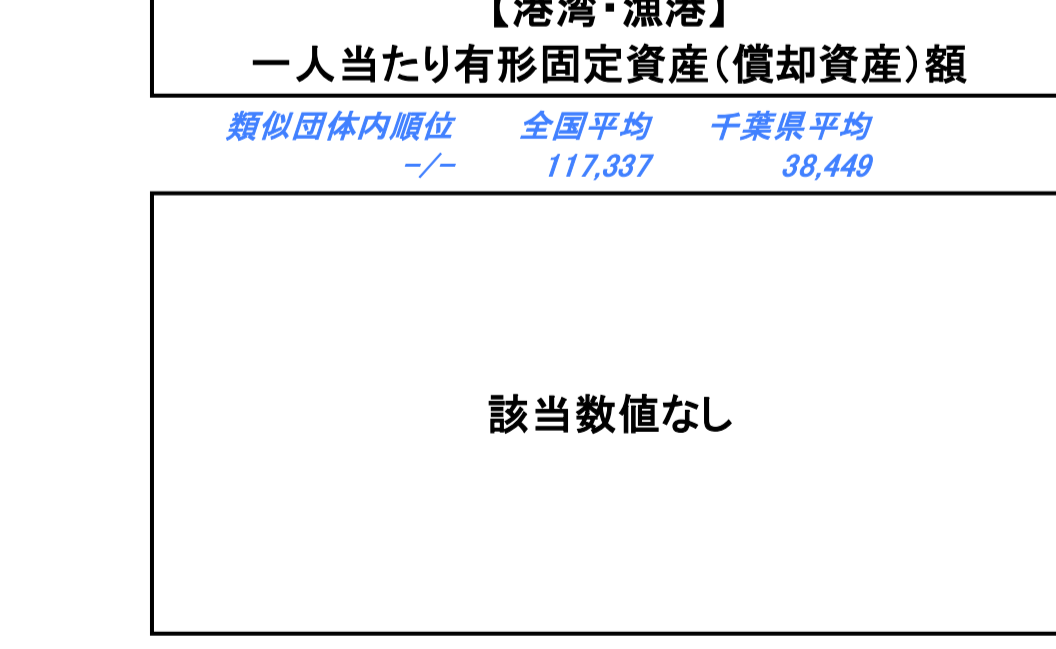 【港湾・漁港】
一人当たり有形固定資産(償却資産)額
類似団体内順位 全国平均 千葉県平均
-/- 117,337 38,449
該当数値なし